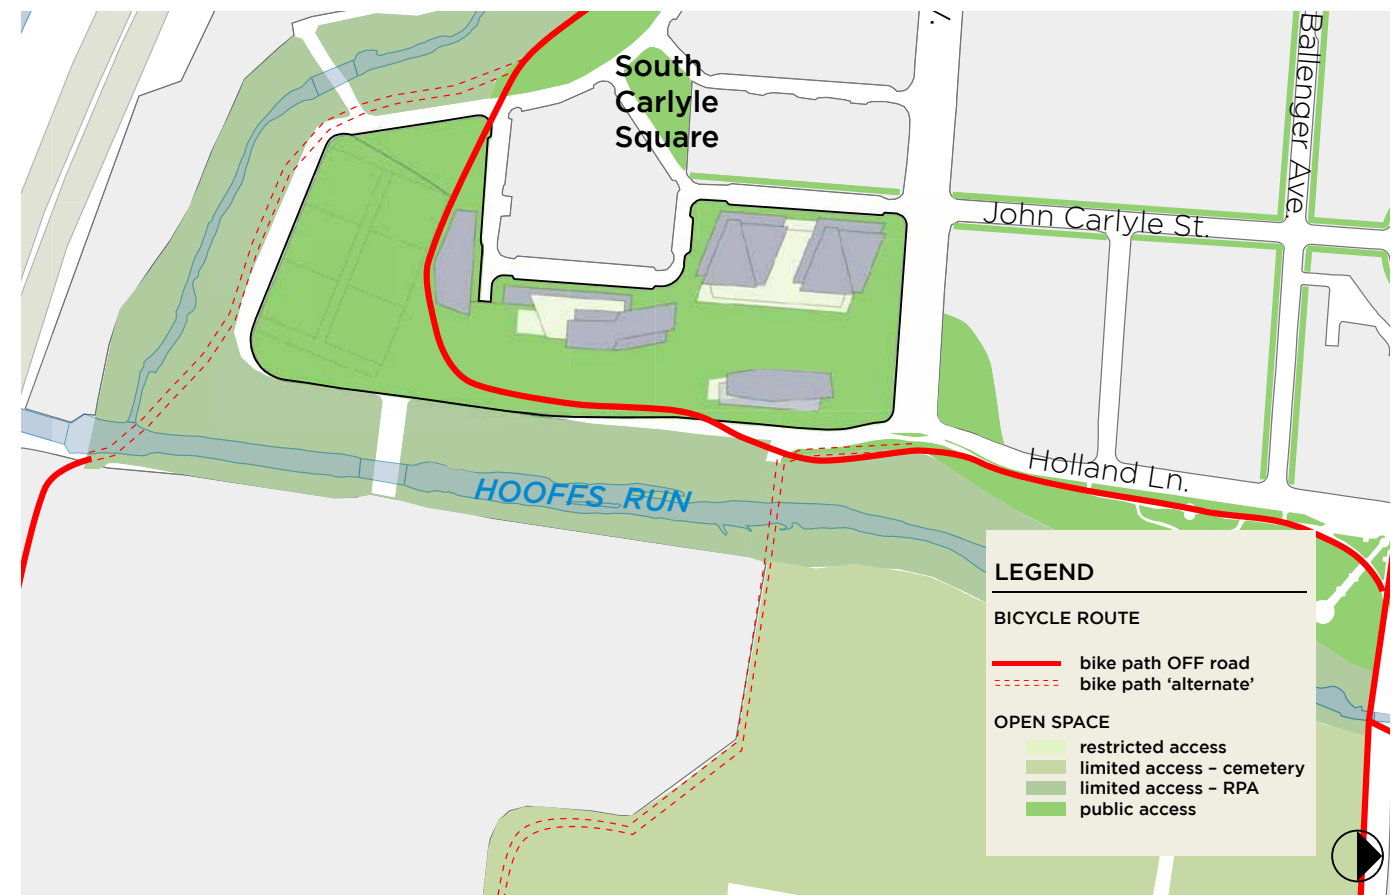 South
Carlyle
Square
Ballenger Ave.
John Carlyle St.
Holland Ln.
HOOFFS RUN
LEGEND
BICYCLE ROUTE
bike path OFF road
bike path ‘alternate’
OPEN SPACE
restricted access
limited access – cemetery
limited access – RPA
public access